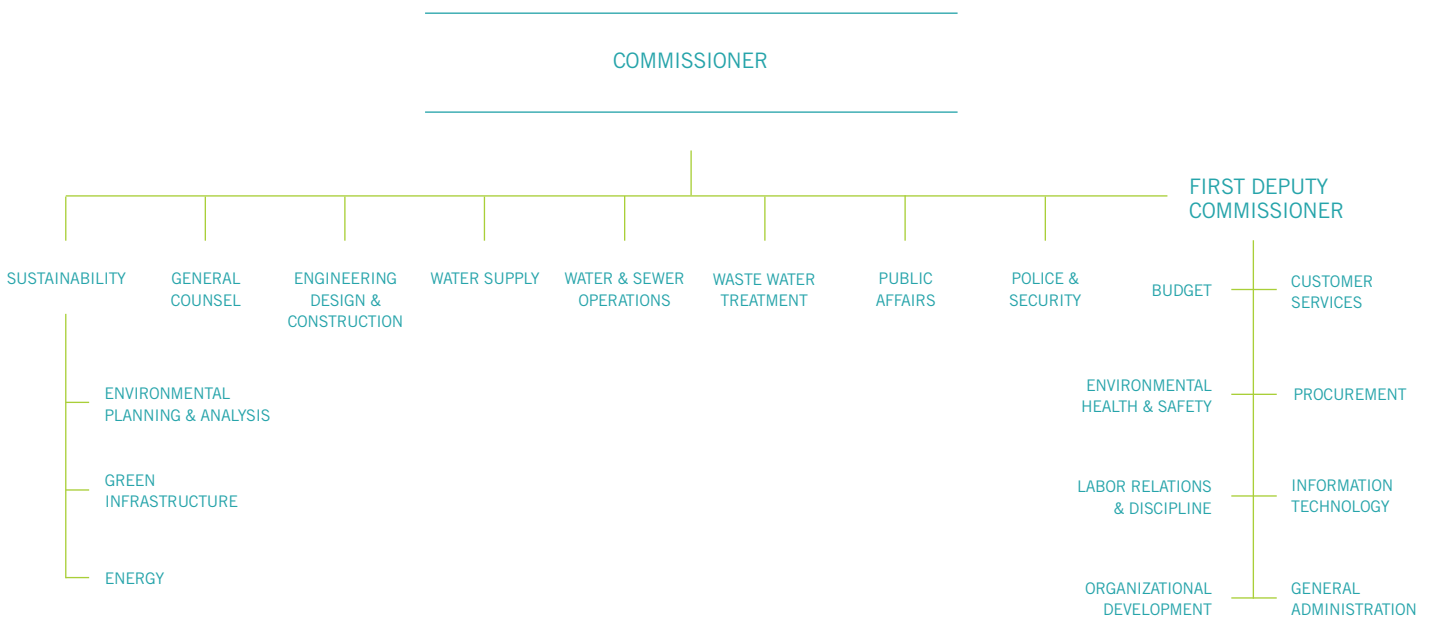 COMMISSIONER
FIRST DEPUTY
COMMISSIONER
SUSTAINABILITY
GENERAL
COUNSEL
ENGINEERING
DESIGN &
CONSTRUCTION
WATER SUPPLY
WATER & SEWER
OPERATIONS
WASTE WATER
TREATMENT
PUBLIC
AFFAIRS
POLICE &
SECURITY
BUDGET
CUSTOMER
SERVICES
ENVIRONMENTAL
PLANNING & ANALYSIS
ENVIRONMENTAL
HEALTH & SAFETY
PROCUREMENT
GREEN
INFRASTRUCTURE
LABOR RELATIONS
& DISCIPLINE
INFORMATION
TECHNOLOGY
ENERGY
ORGANIZATIONAL
DEVELOPMENT
GENERAL
ADMINISTRATION